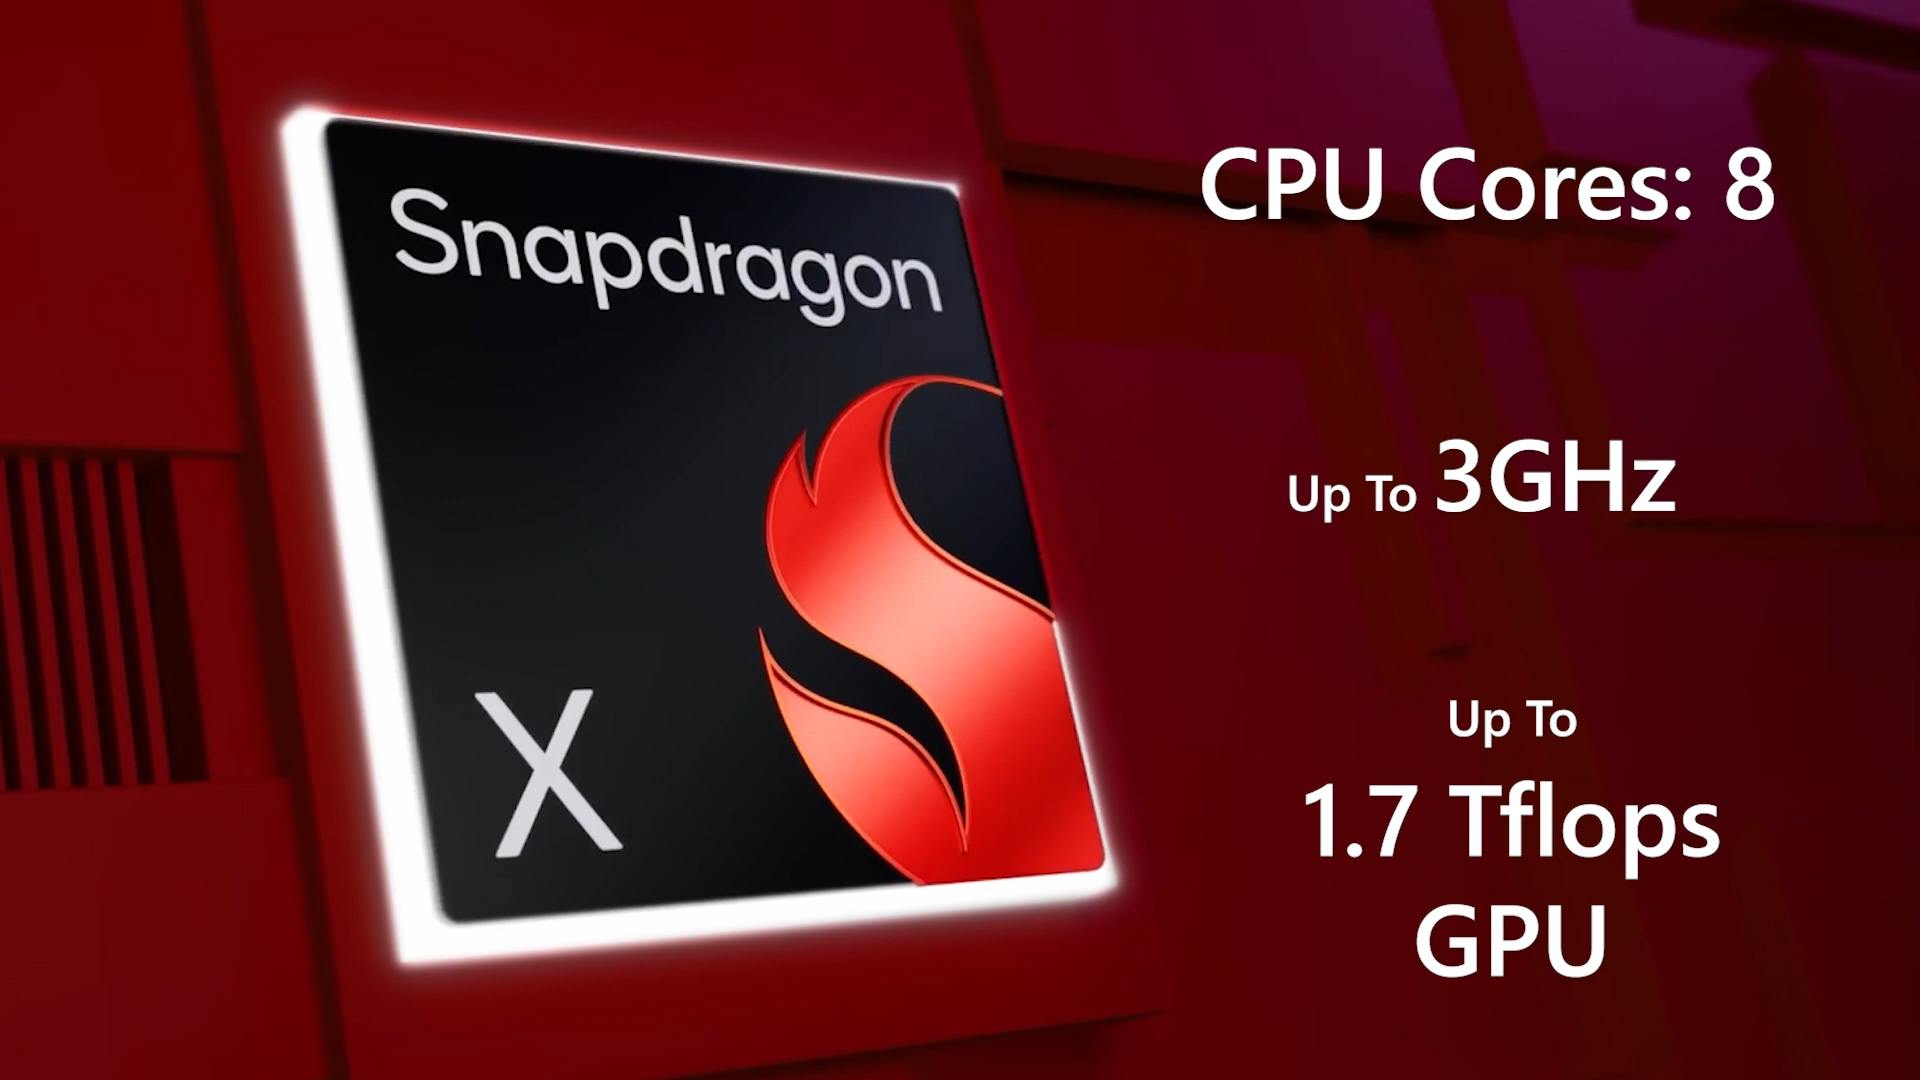 Snapdragon
X
CPU Cores: 8
Up To 3GHz
Up To
1.7 Tflops
GPU